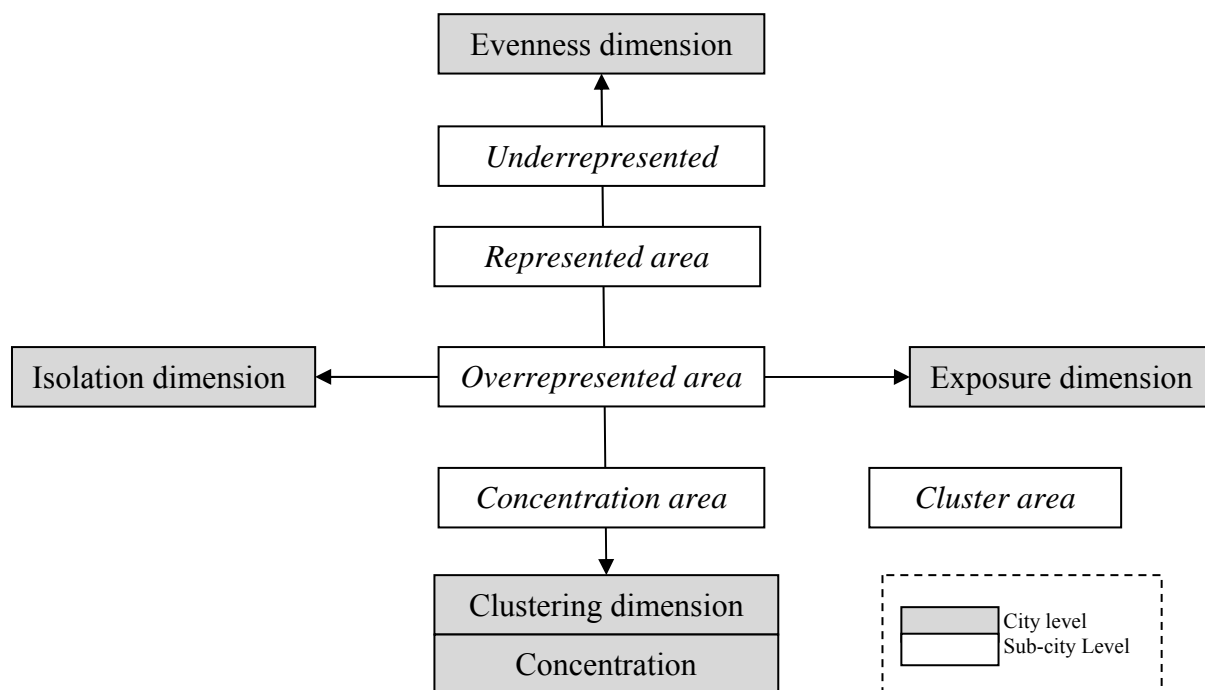 Evenness dimension
Underrepresented
Represented area
Isolation dimension
Overrepresented area
Exposure dimension
Concentration area
Cluster area
Clustering dimension
Concentration
City level
Sub-city Level